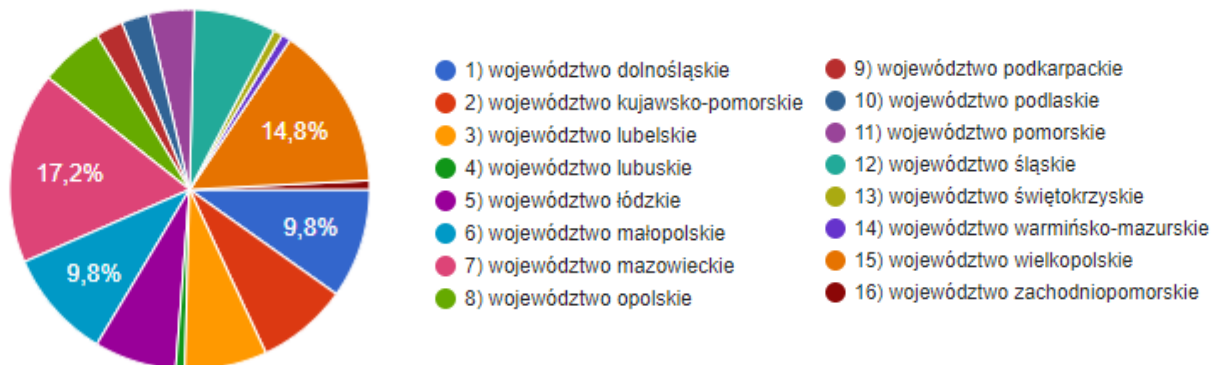 14,8%
17,2%
9,8%
9,8%
1) województwo dolnośląskie
2) województwo kujawsko-pomorskie
3) województwo lubelskie
4) województwo lubuskie
5) województwo łódzkie
6) województwo małopolskie
7) województwo mazowieckie
8) województwo opolskie
9) województwo podkarpackie
10) województwo podlaskie
11) województwo pomorskie
12) województwo śląskie
13) województwo świętokrzyskie
14) województwo warmińsko-mazurskie
15) województwo wielkopolskie
16) województwo zachodniopomorskie